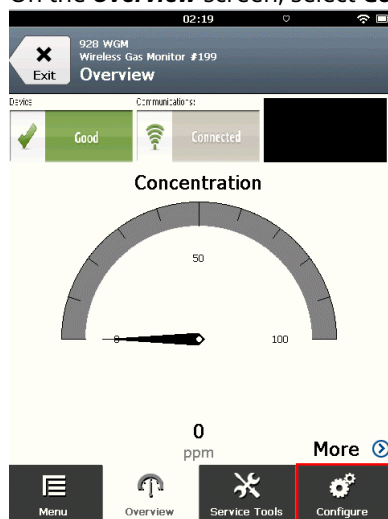 On the Overview screen, select
02:19
928 WGM
Wireless Gas Monitor #199
Exit Overview
Device Communications:
Good Connected
Concentration
50
0 100
0
ppm
More
Menu Overview Service Tools Configure